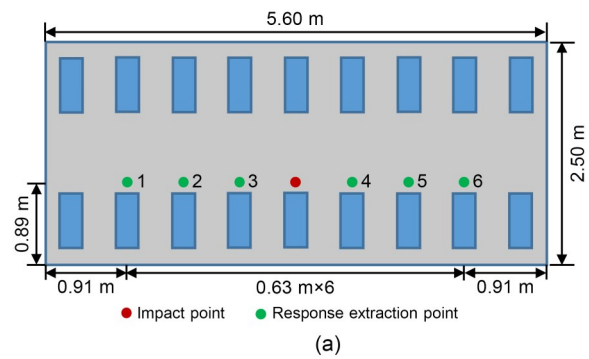 5.60 m
2.50 m
1
2
3
4
5
6
0.89 m
0.91 m
0.63 m×6
0.91 m
Impact point
Response extraction point
(a)